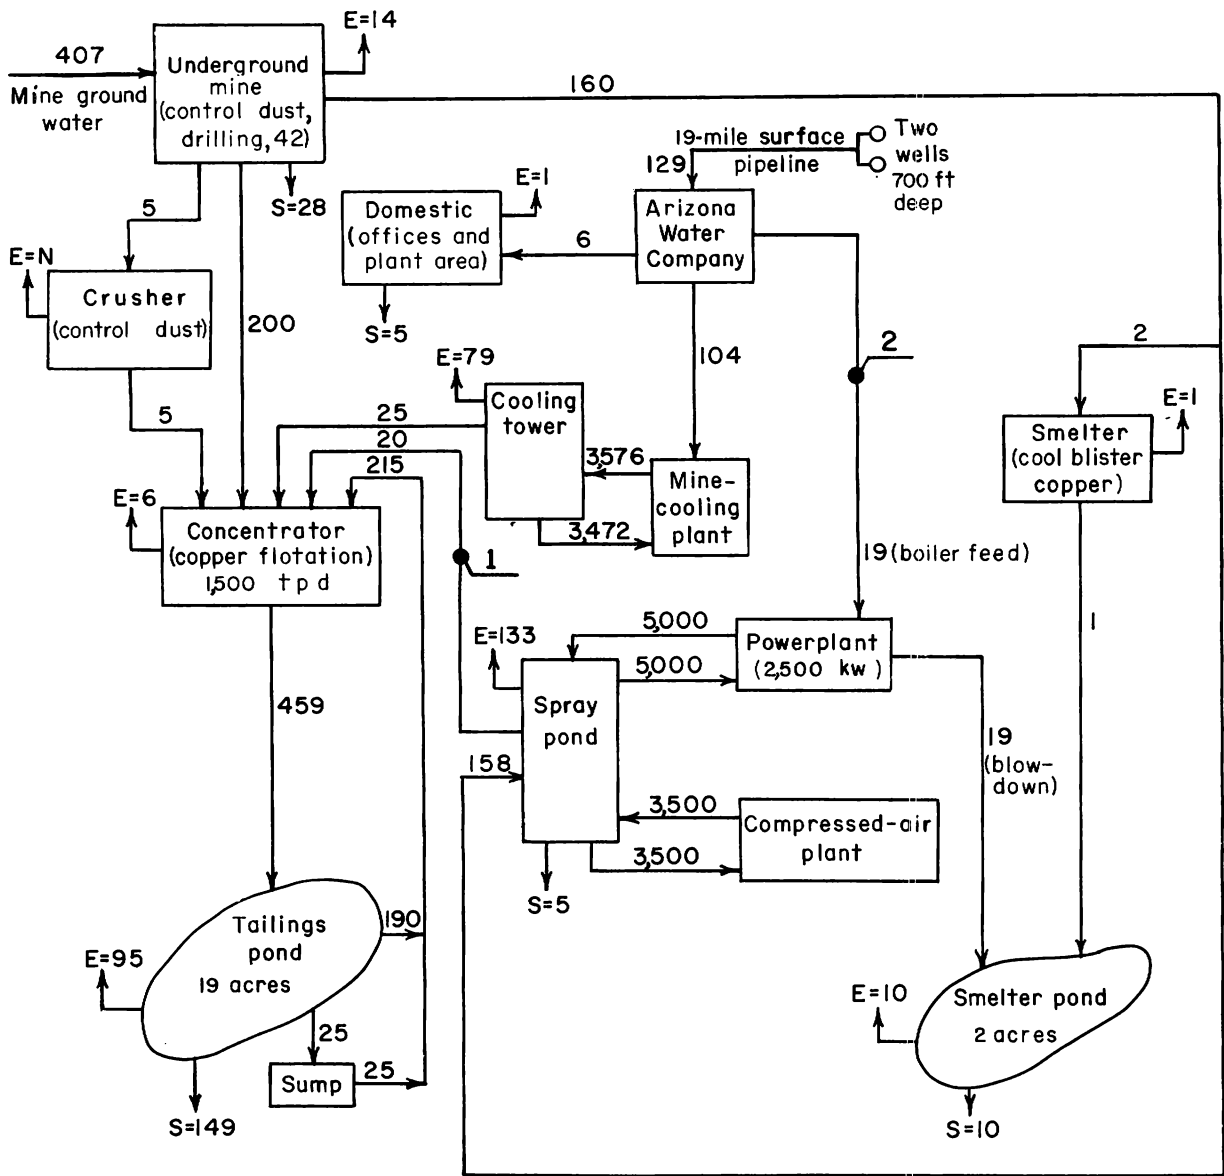 E=14
407
Mine ground
water
Underground
mine
(control dust,
drilling, 42)
160
19-mile surface
pipeline
Two
wells
700 ft
deep
129
5
S=28
E=1
Domestic
(offices and
plant area)
6
Arizona
Water
Company
E=N
Crusher
(control dust)
200
S=5
104
2
2
E=79
Cooling
tower
5
25
20
215
3,576
Mine-
cooling
plant
3,472
Smelter
(cool blister
copper)
E=1
E=6
Concentrator
(copper flotation)
1,500 tpd
1
19 (boiler feed)
5,000
5,000
E=133
Powerplant
(2,500 kw)
1
459
Spray
pond
158
19
(blow-
down)
3,500
3,500
Compressed-air
plant
S=5
Tailings
pond
19 acres
190
E=95
25
Sump
25
S=149
E=10
Smelter pond
2 acres
S=10